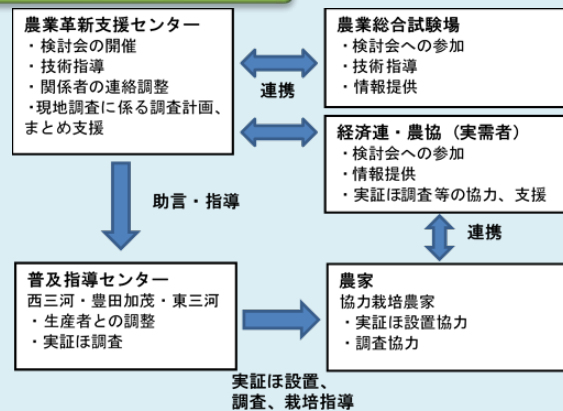 農業革新支援センター
・検討会の開催
・技術指導
・関係者の連絡調整
・現地調査に係る調査計画、
まとめ支援
連携
農業総合試験場
・検討会への参加
・技術指導
・情報提供
経済連・農協（実需者）
・検討会への参加
・情報提供
・実証ほ調査等の協力、支援
助言・指導
連携
普及指導センター
西三河・豊田加茂・東三河
・生産者との調整
・実証ほ調査
農家
協力栽培農家
・実証ほ設置協力
・調査協力
実証ほ設置、
調査、栽培指導